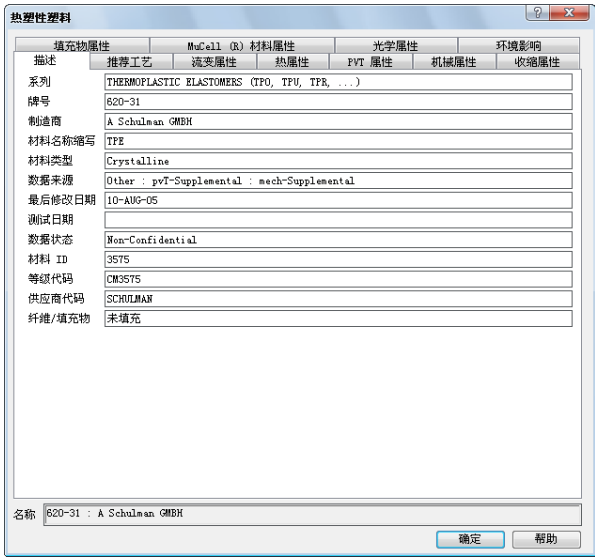 热塑性塑料
填充物属性 MuCell (R) 材料属性 光学属性 环境影响
描述 推荐工艺 流变属性 热属性 PVT 属性 机械属性 收缩属性
系列 THERMOPLASTIC ELASTOMERS (TPO, TPU, TPR, ...)
牌号 620-31
制造商 A Schulman GMBH
材料名称缩写 TPE
材料类型 Crystalline
数据来源 Other : pvT-Supplemental : mech-Supplemental
最后修改日期 10-AUG-05
测试日期
数据状态 Non-Confidential
材料 ID 3575
等级代码 CM3575
供应商代码 SCHULMAN
纤维/填充物 未填充
名称 620-31 : A Schulman GMBH
确定 帮助